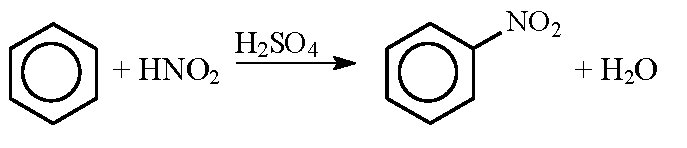 + HNO₂ H₂SO₄ NO₂ + H₂O